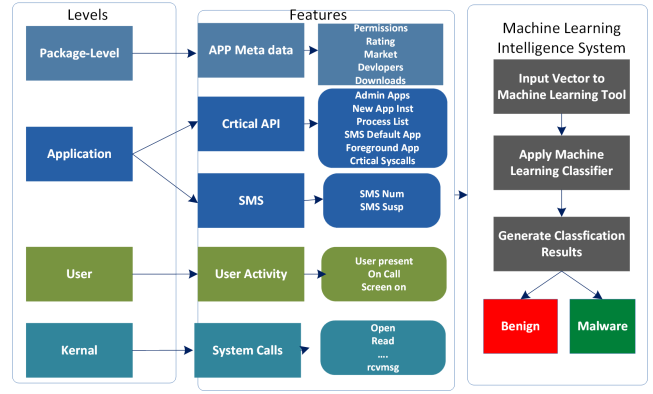 Levels
Features
Machine Learning
Intelligence System
Package-Level
APP Meta data
Permissions
Rating
Market
Devlopers
Downloads
Application
Crtical API
Admin Apps
New App Inst
Process List
SMS Default App
Foreground App
Crtical Syscalls
SMS
SMS Num
SMS Susp
User
User Activity
User present
On Call
Screen on
Kernal
System Calls
Open
Read
....
rcvmsg
Input Vector to
Machine Learning Tool
Apply Machine
Learning Classifier
Generate Classfication
Results
Benign
Malware